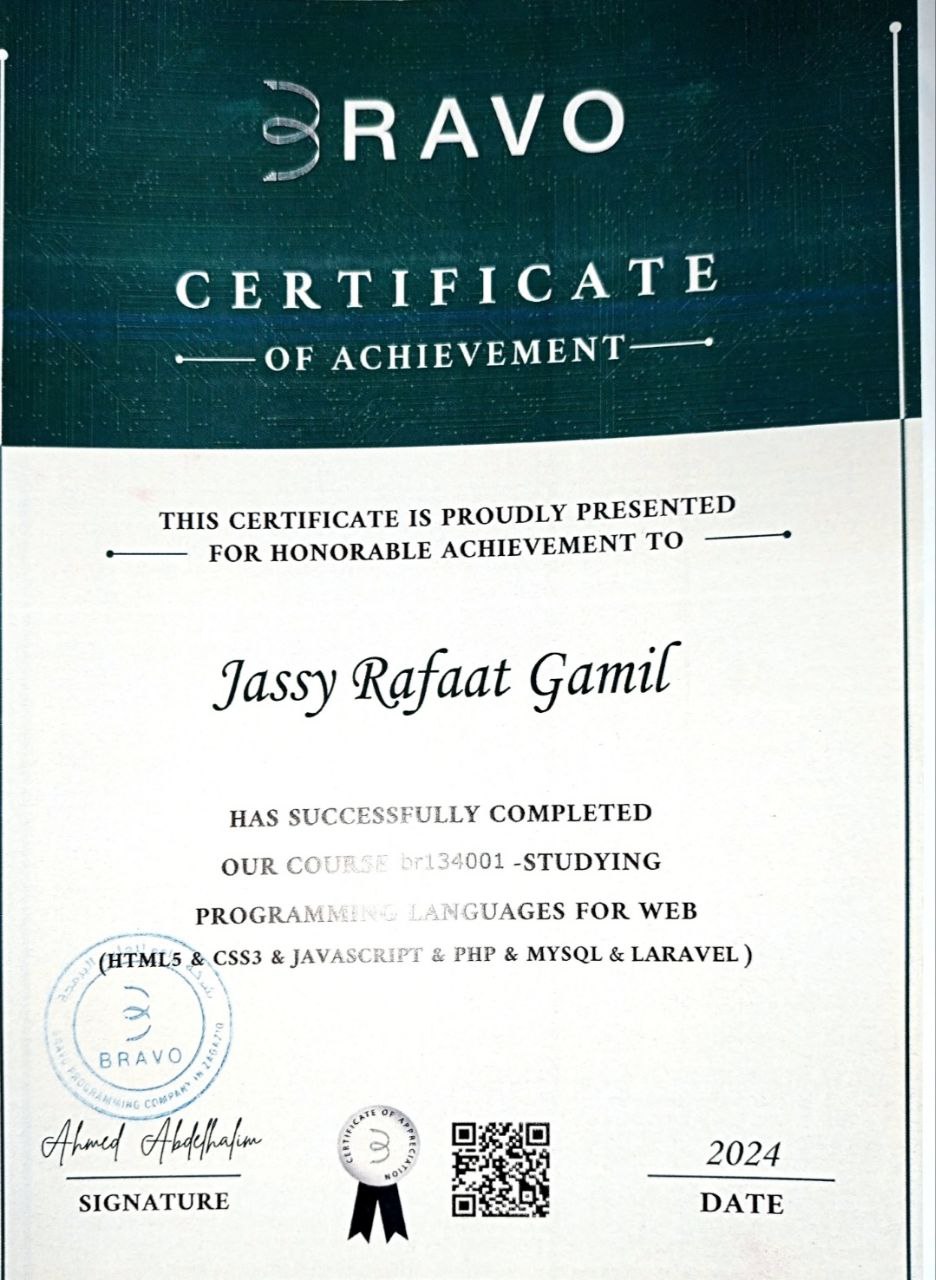 BRAVO
CERTIFICATE
OF ACHIEVEMENT
THIS CERTIFICATE IS PROUDLY PRESENTED
FOR HONORABLE ACHIEVEMENT TO
Jassy Rafaat Gamil
HAS SUCCESSFULLY COMPLETED
OUR COURSE br134001 -STUDYING
PROGRAMMING LANGUAGES FOR WEB
(HTML5 & CSS3 & JAVASCRIPT & PHP & MYSQL & LARAVEL )
BRAVO
BRAVO PROGRAMMING COMPANY IN ZAGAZIG
Ahmed Abdelhalim
SIGNATURE
CERTIFICATE OF APPRECIATION
2024
DATE